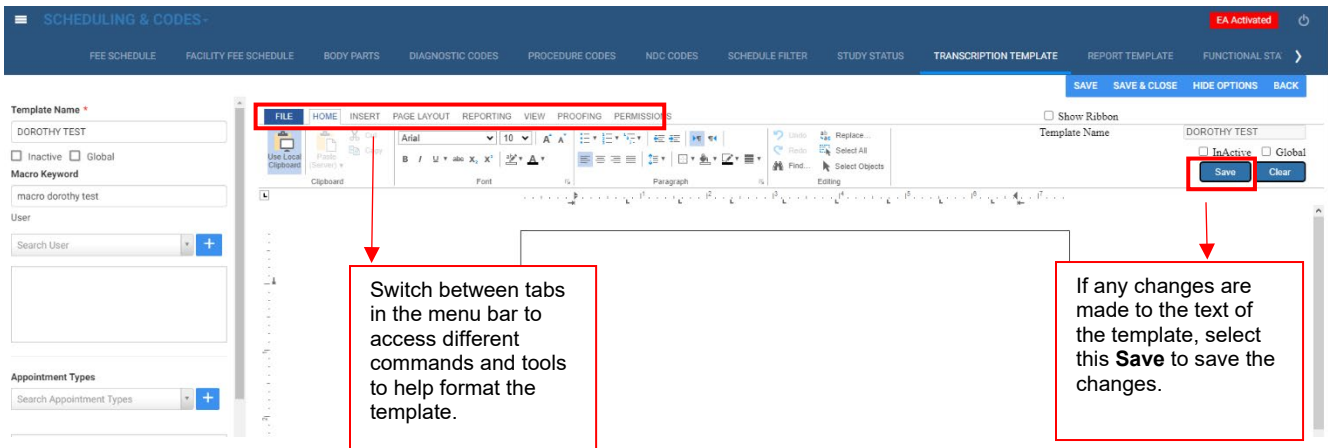 SCHEDULING & CODES
EA Activated
FEE SCHEDULE FACILITY FEE SCHEDULE BODY PARTS DIAGNOSTIC CODES PROCEDURE CODES NDC CODES SCHEDULE FILTER STUDY STATUS TRANSCRIPTION TEMPLATE REPORT TEMPLATE FUNCTIONAL STA
SAVE SAVE & CLOSE HIDE OPTIONS BACK
Template Name *
DOROTHY TEST
Inactive Global
Macro Keyword
macro dorothy test
User
Search User
Appointment Types
Search Appointment Types
FILE HOME INSERT PAGE LAYOUT REPORTING VIEW PROOFING PERMISSIONS
Show Ribbon
Template Name DOROTHY TEST
InActive Global
Save Clear
Use Local Clipboard
Paste (Server)
Cut
Copy
Arial 10
B I U abc X, X²
Undo
Redo
Replace...
Select All
Find...
Select Objects
Clipboard Font Paragraph Editing
Switch between tabs
in the menu bar to
access different
commands and tools
to help format the
template.
If any changes are
made to the text of
the template, select
this Save to save the
changes.